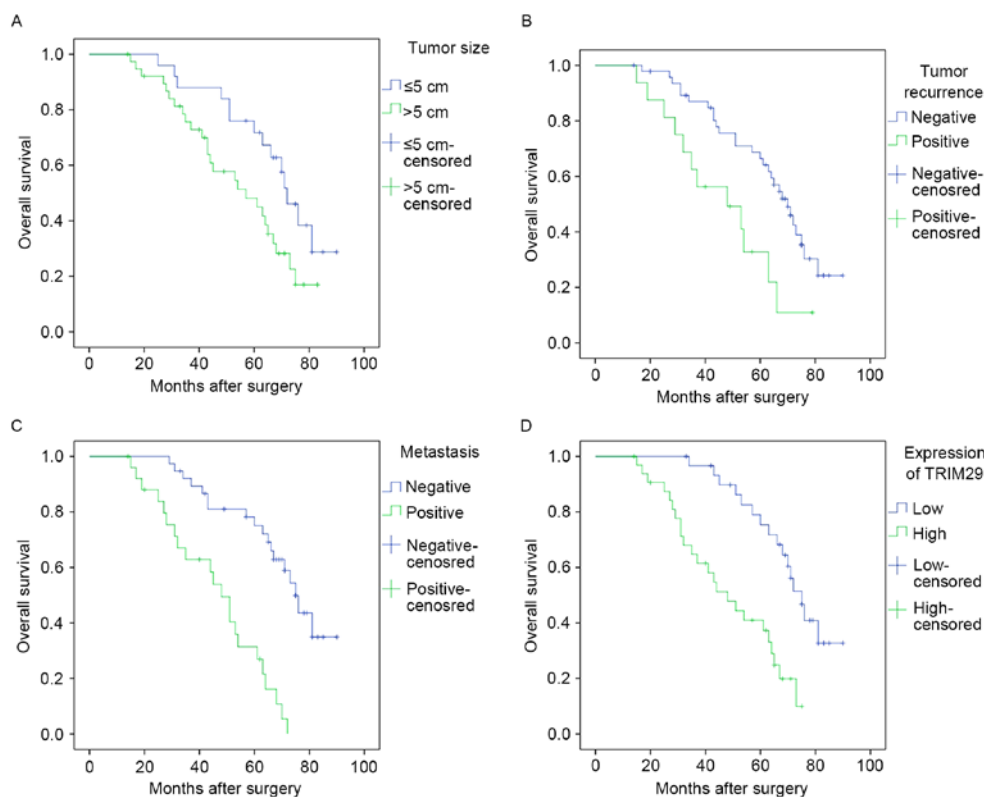 A
Tumor size
≤5 cm
>5 cm
≤5 cm-
censored
>5 cm-
censored
1.0
0.8
0.6
0.4
0.2
0.0
Overall survival
0 20 40 60 80 100
Months after surgery
B
Tumor
recurrence
Negative
Positive
Negative-
cenosred
Positive-
cenosred
1.0
0.8
0.6
0.4
0.2
0.0
Overall survival
0 20 40 60 80 100
Months after surgery
C
Metastasis
Negative
Positive
Negative-
cenosred
Positive-
cenosred
1.0
0.8
0.6
0.4
0.2
0.0
Overall survival
0 20 40 60 80 100
Months after surgery
D
Expression
of TRIM29
Low
High
Low-
censored
High-
censored
1.0
0.8
0.6
0.4
0.2
0.0
Overall survival
0 20 40 60 80 100
Months after surgery